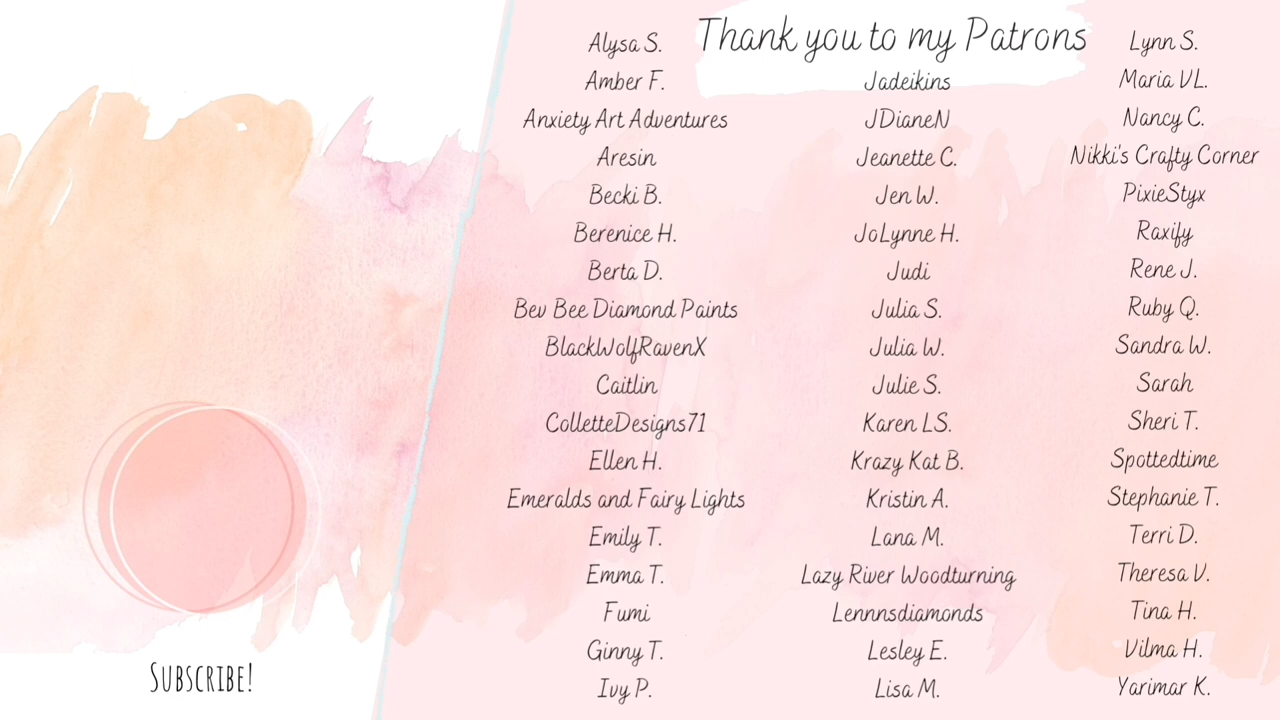 Thank you to my Patrons
Alysa S.
Amber F.
Anxiety Art Adventures
Aresin
Becki B.
Berenice H.
Berta D.
Bev Bee Diamond Paints
BlackWolfRavenX
Caitlin
ColletteDesigns71
Ellen H.
Emeralds and Fairy Lights
Emily T.
Emma T.
Fumi
Ginny T.
Ivy P.
Jadeikins
JDianeN
Jeanette C.
Jen W.
JoLynne H.
Judi
Julia S.
Julia W.
Julie S.
Karen LS.
Krazy Kat B.
Kristin A.
Lana M.
Lazy River Woodturning
Lennnsdiamonds
Lesley E.
Lisa M.
Lynn S.
Maria VL.
Nancy C.
Nikki's Crafty Corner
PixieStyx
Raxify
Rene J.
Ruby Q.
Sandra W.
Sarah
Sheri T.
Spottedtime
Stephanie T.
Terri D.
Theresa V.
Tina H.
Vilma H.
Yarimar K.
Subscribe!